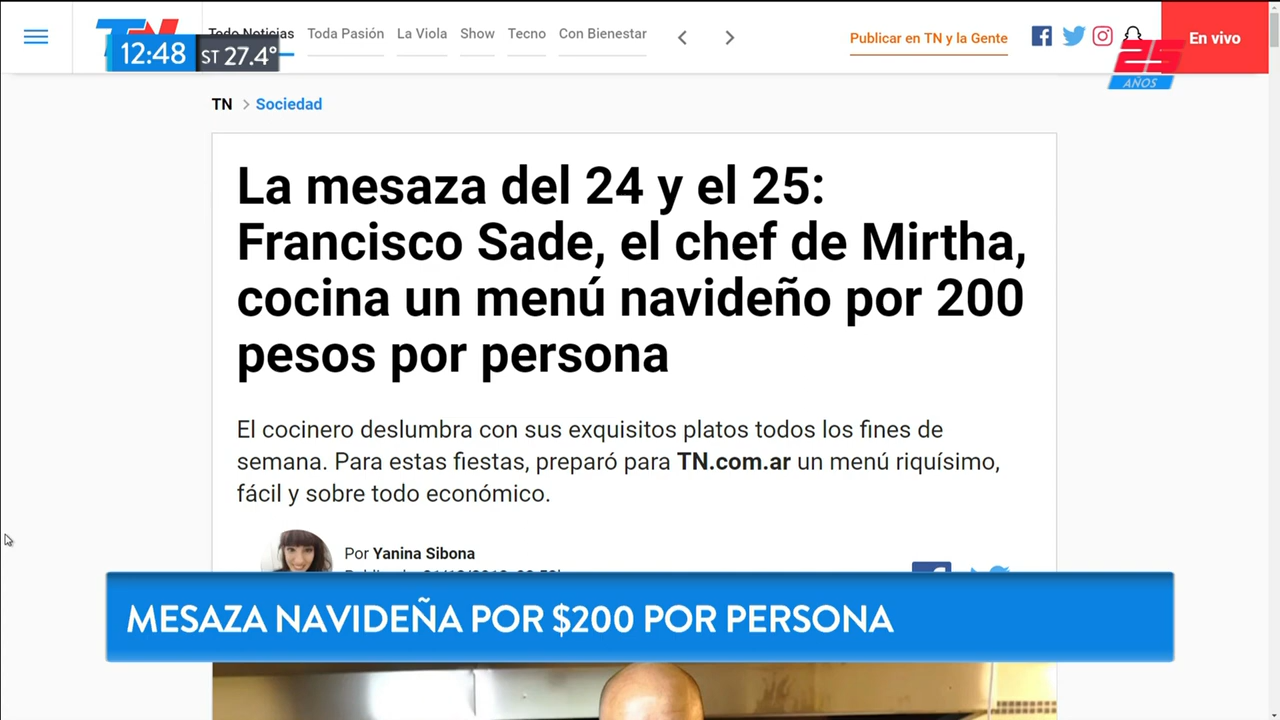 TN
Todo Noticias
Toda Pasión
La Viola
Show
Tecno
Con Bienestar
Publicar en TN y la Gente
En vivo
12:48
ST 27.4°
25
AÑOS
TN > Sociedad
La mesaza del 24 y el 25:
Francisco Sade, el chef de Mirtha,
cocina un menú navideño por 200
pesos por persona
El cocinero deslumbra con sus exquisitos platos todos los fines de
semana. Para estas fiestas, preparó para TN.com.ar un menú riquísimo,
fácil y sobre todo económico.
Por Yanina Sibona
MESAZA NAVIDEÑA POR $200 POR PERSONA